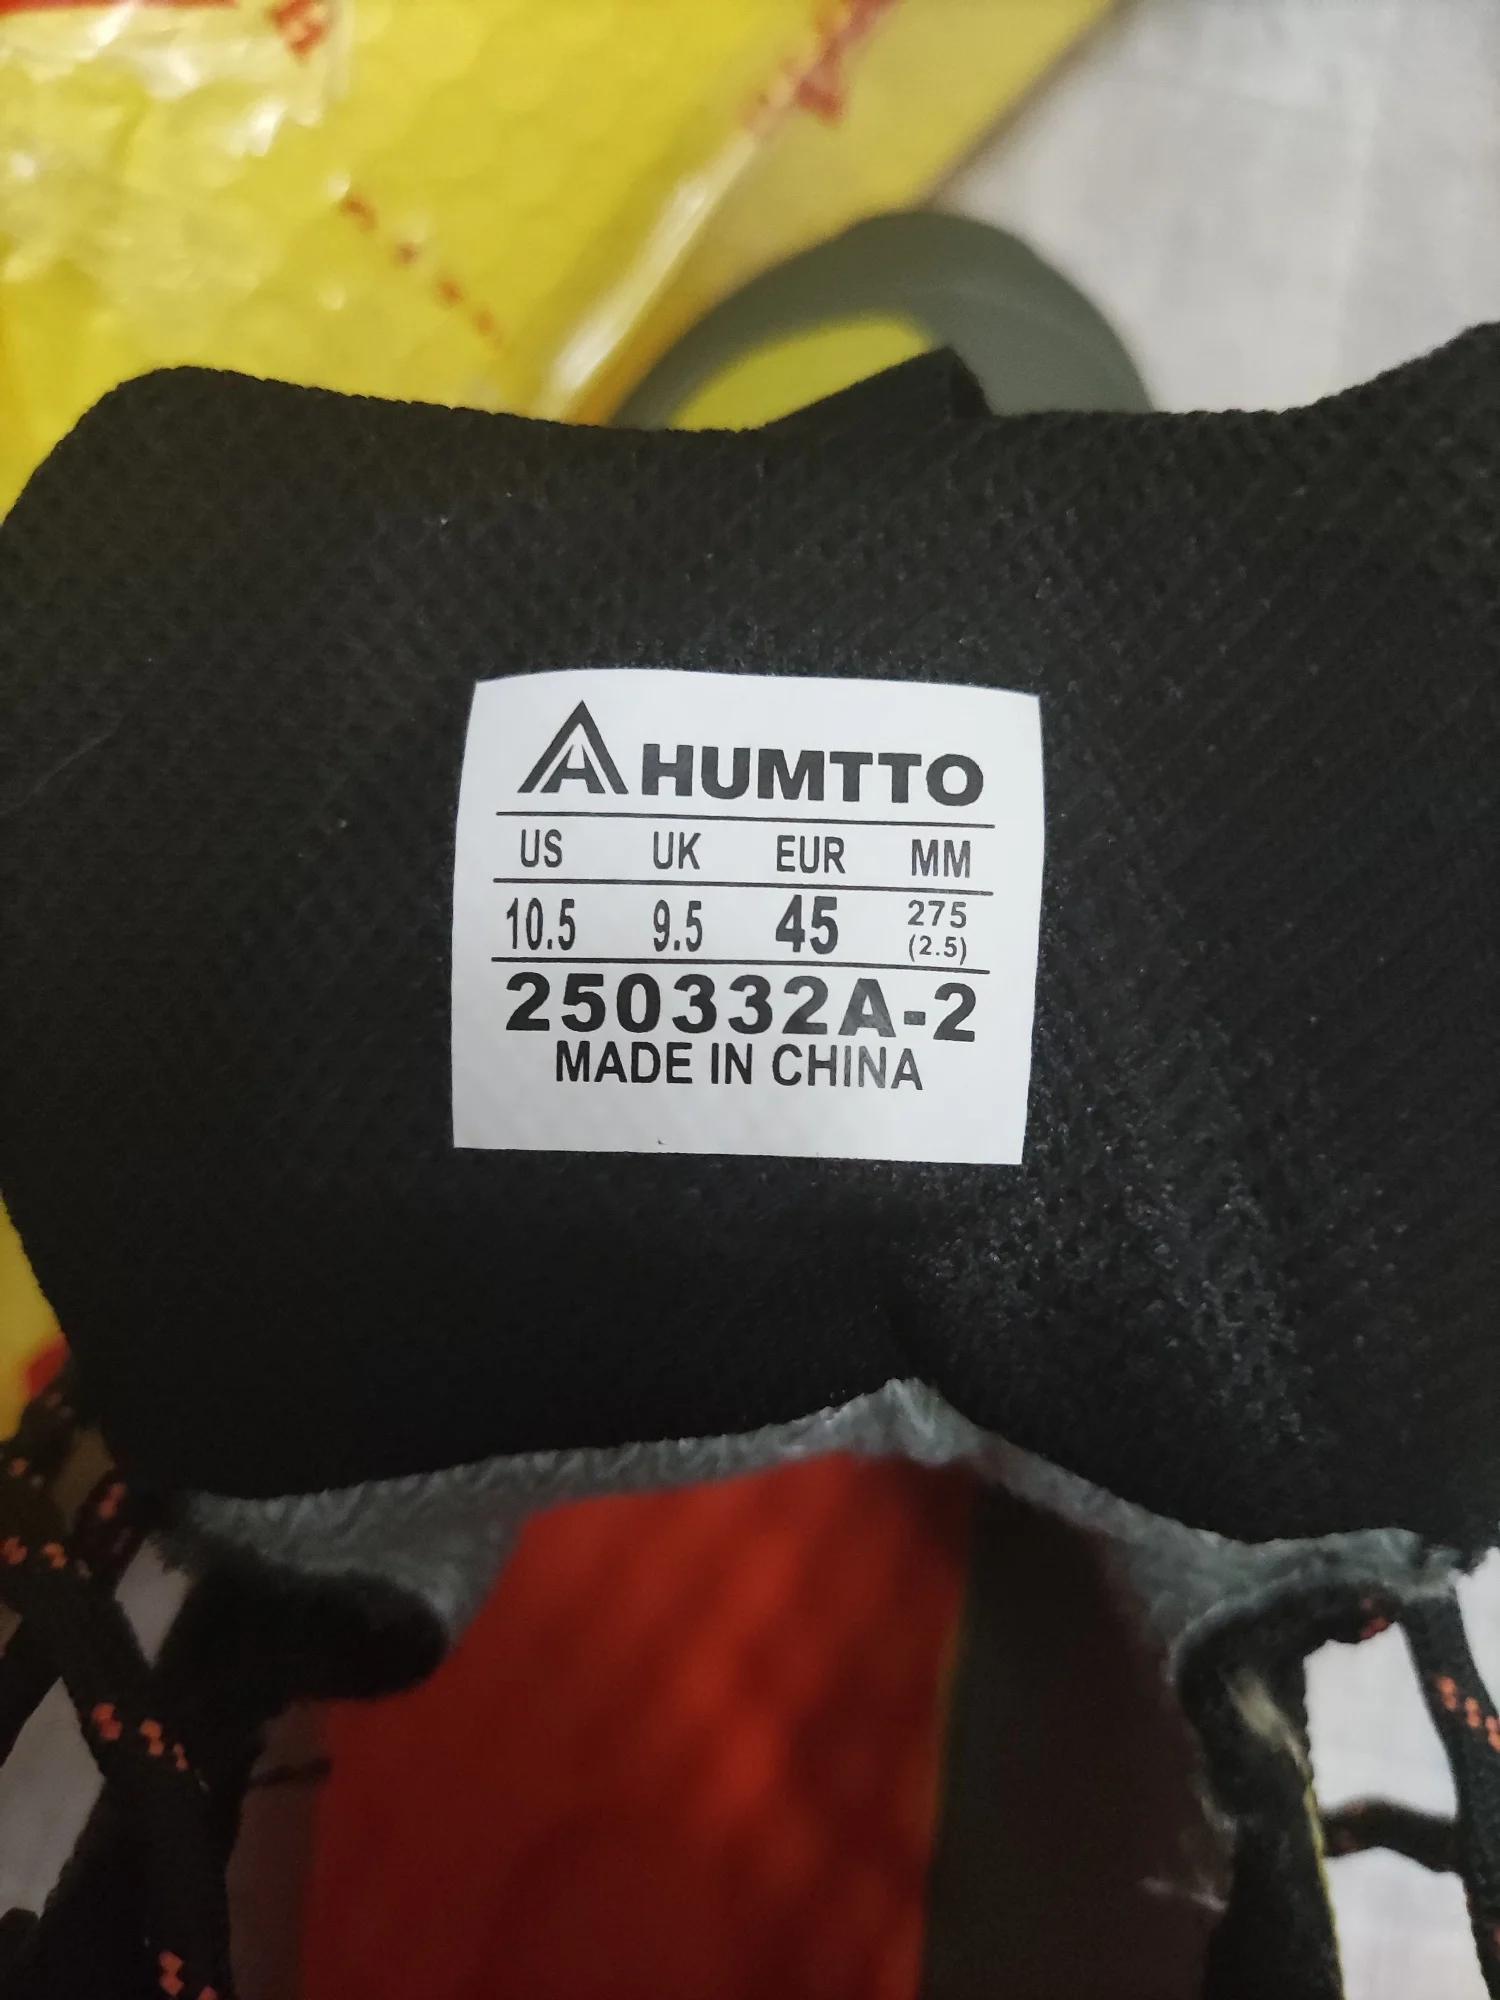 HUMTTO
US UK EUR MM
10.5 9.5 45 275 (2.5)
250332A-2
MADE IN CHINA